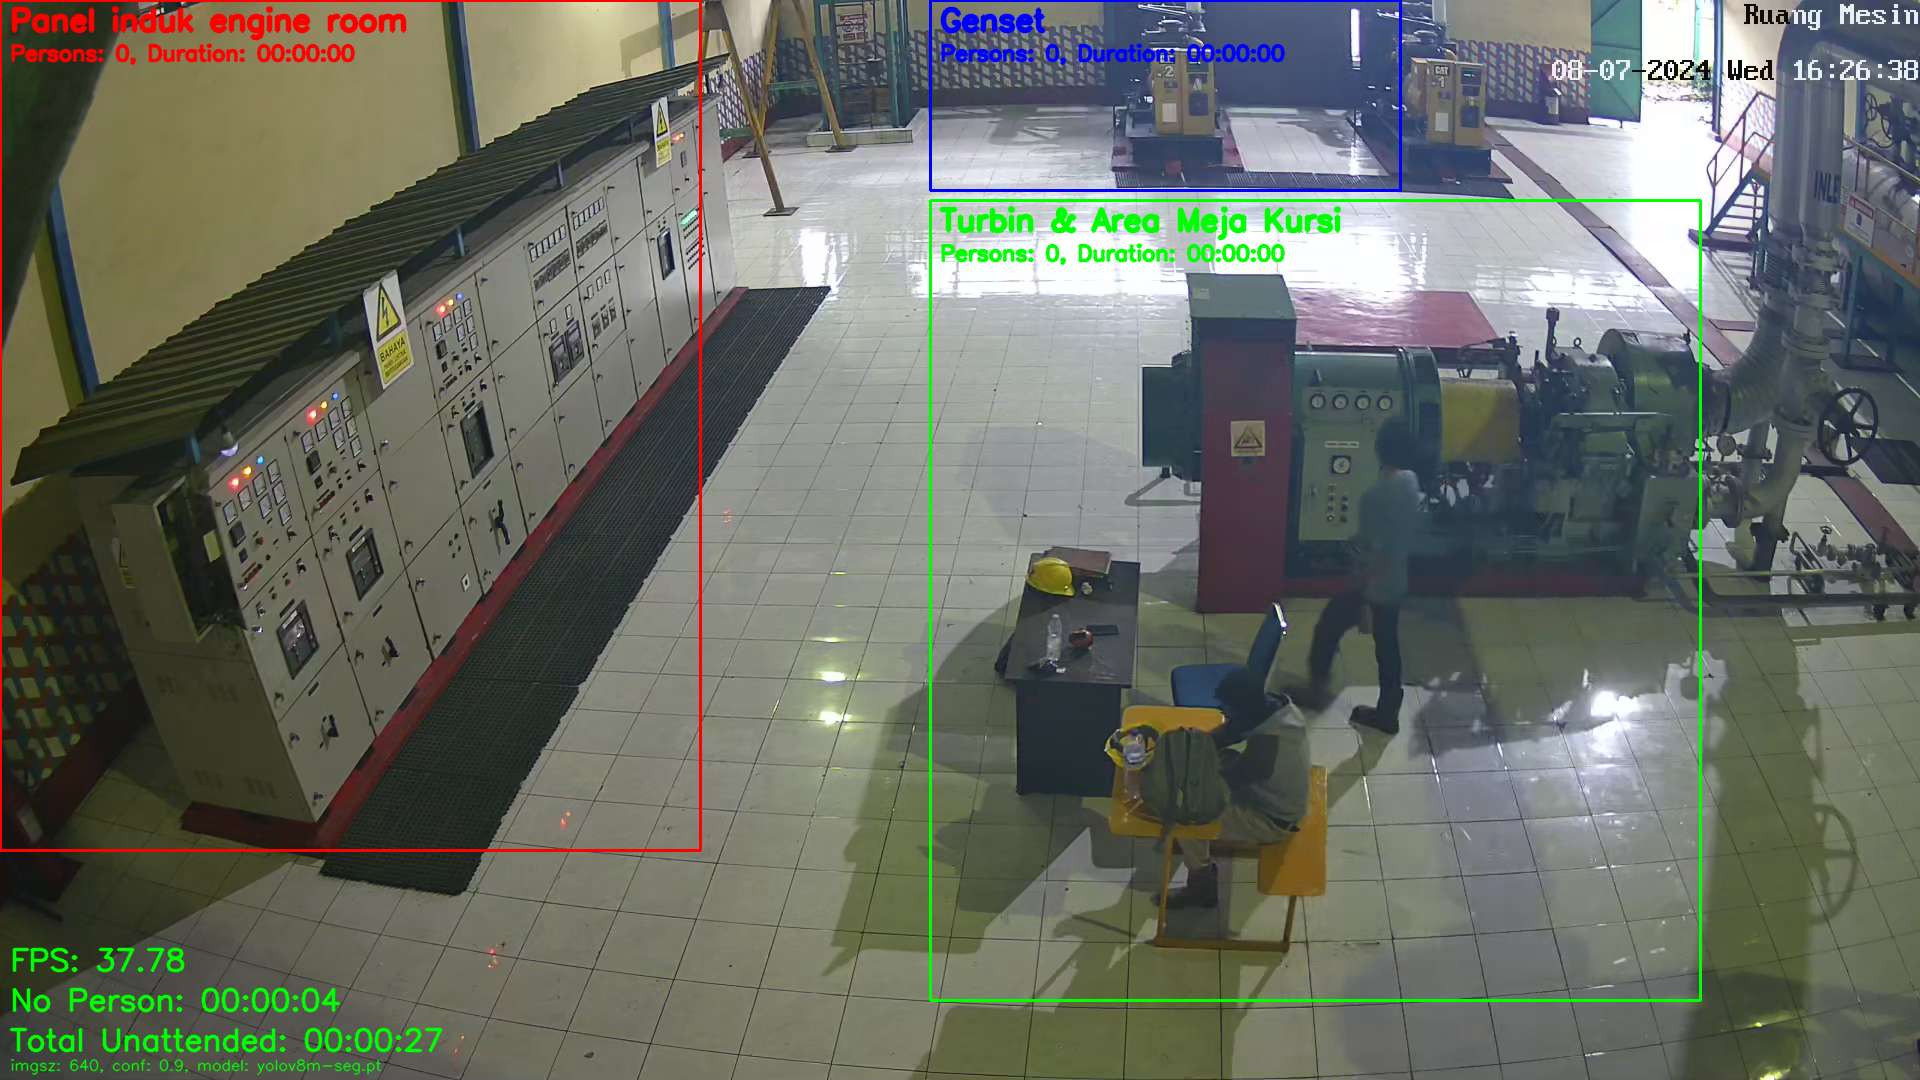 Panel induk engine room
Persons: 0, Duration: 00:00:00
Genset
Persons: 0, Duration: 00:00:00
Ruang Mesin
08-07-2024 Wed 16:26:38
CAT
INLE
Turbin & Area Meja Kursi
Persons: 0, Duration: 00:00:00
BAHAYA
FPS: 37.78
No Person: 00:00:04
Total Unattended: 00:00:27
imgsz: 640, conf: 0.9, model: yolov8m-seg.pt